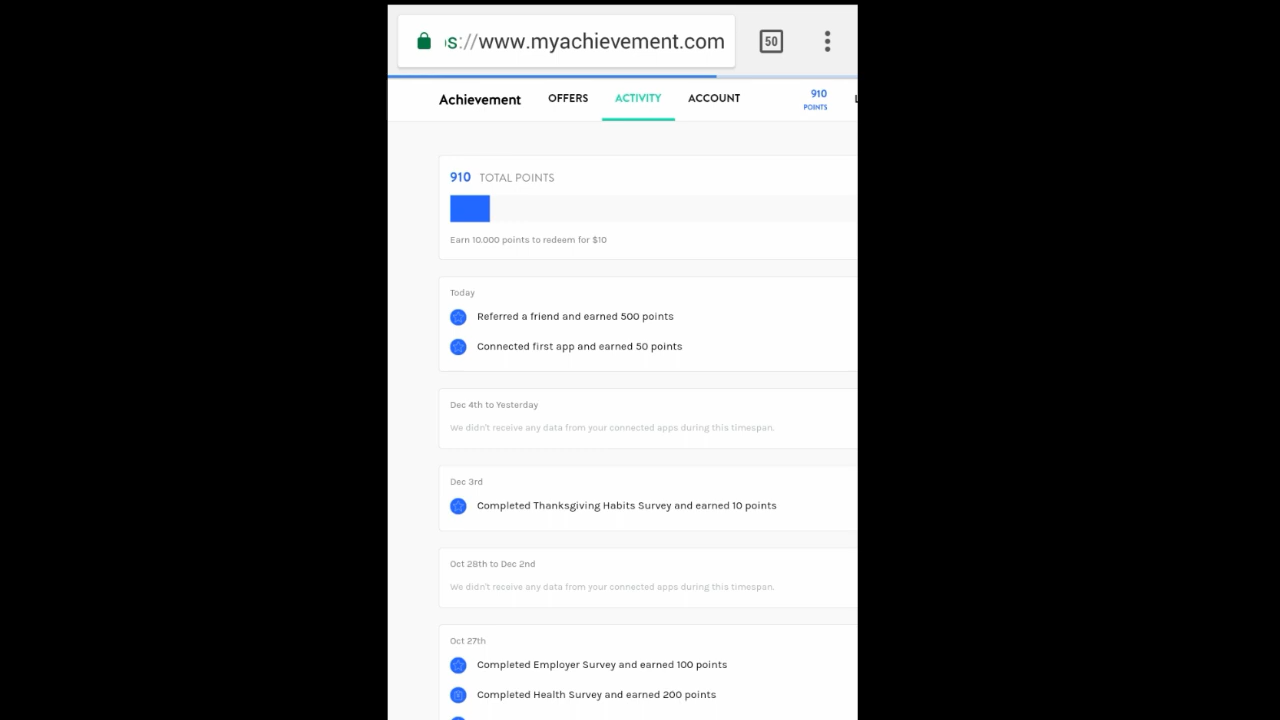 s://www.myachievement.com
50
Achievement OFFERS ACTIVITY ACCOUNT 910 POINTS
910 TOTAL POINTS
Earn 10,000 points to redeem for $10
Today
Referred a friend and earned 500 points
Connected first app and earned 50 points
Dec 4th to Yesterday
We didn't receive any data from your connected apps during this timespan.
Dec 3rd
Completed Thanksgiving Habits Survey and earned 10 points
Oct 28th to Dec 2nd
We didn't receive any data from your connected apps during this timespan.
Oct 27th
Completed Employer Survey and earned 100 points
Completed Health Survey and earned 200 points